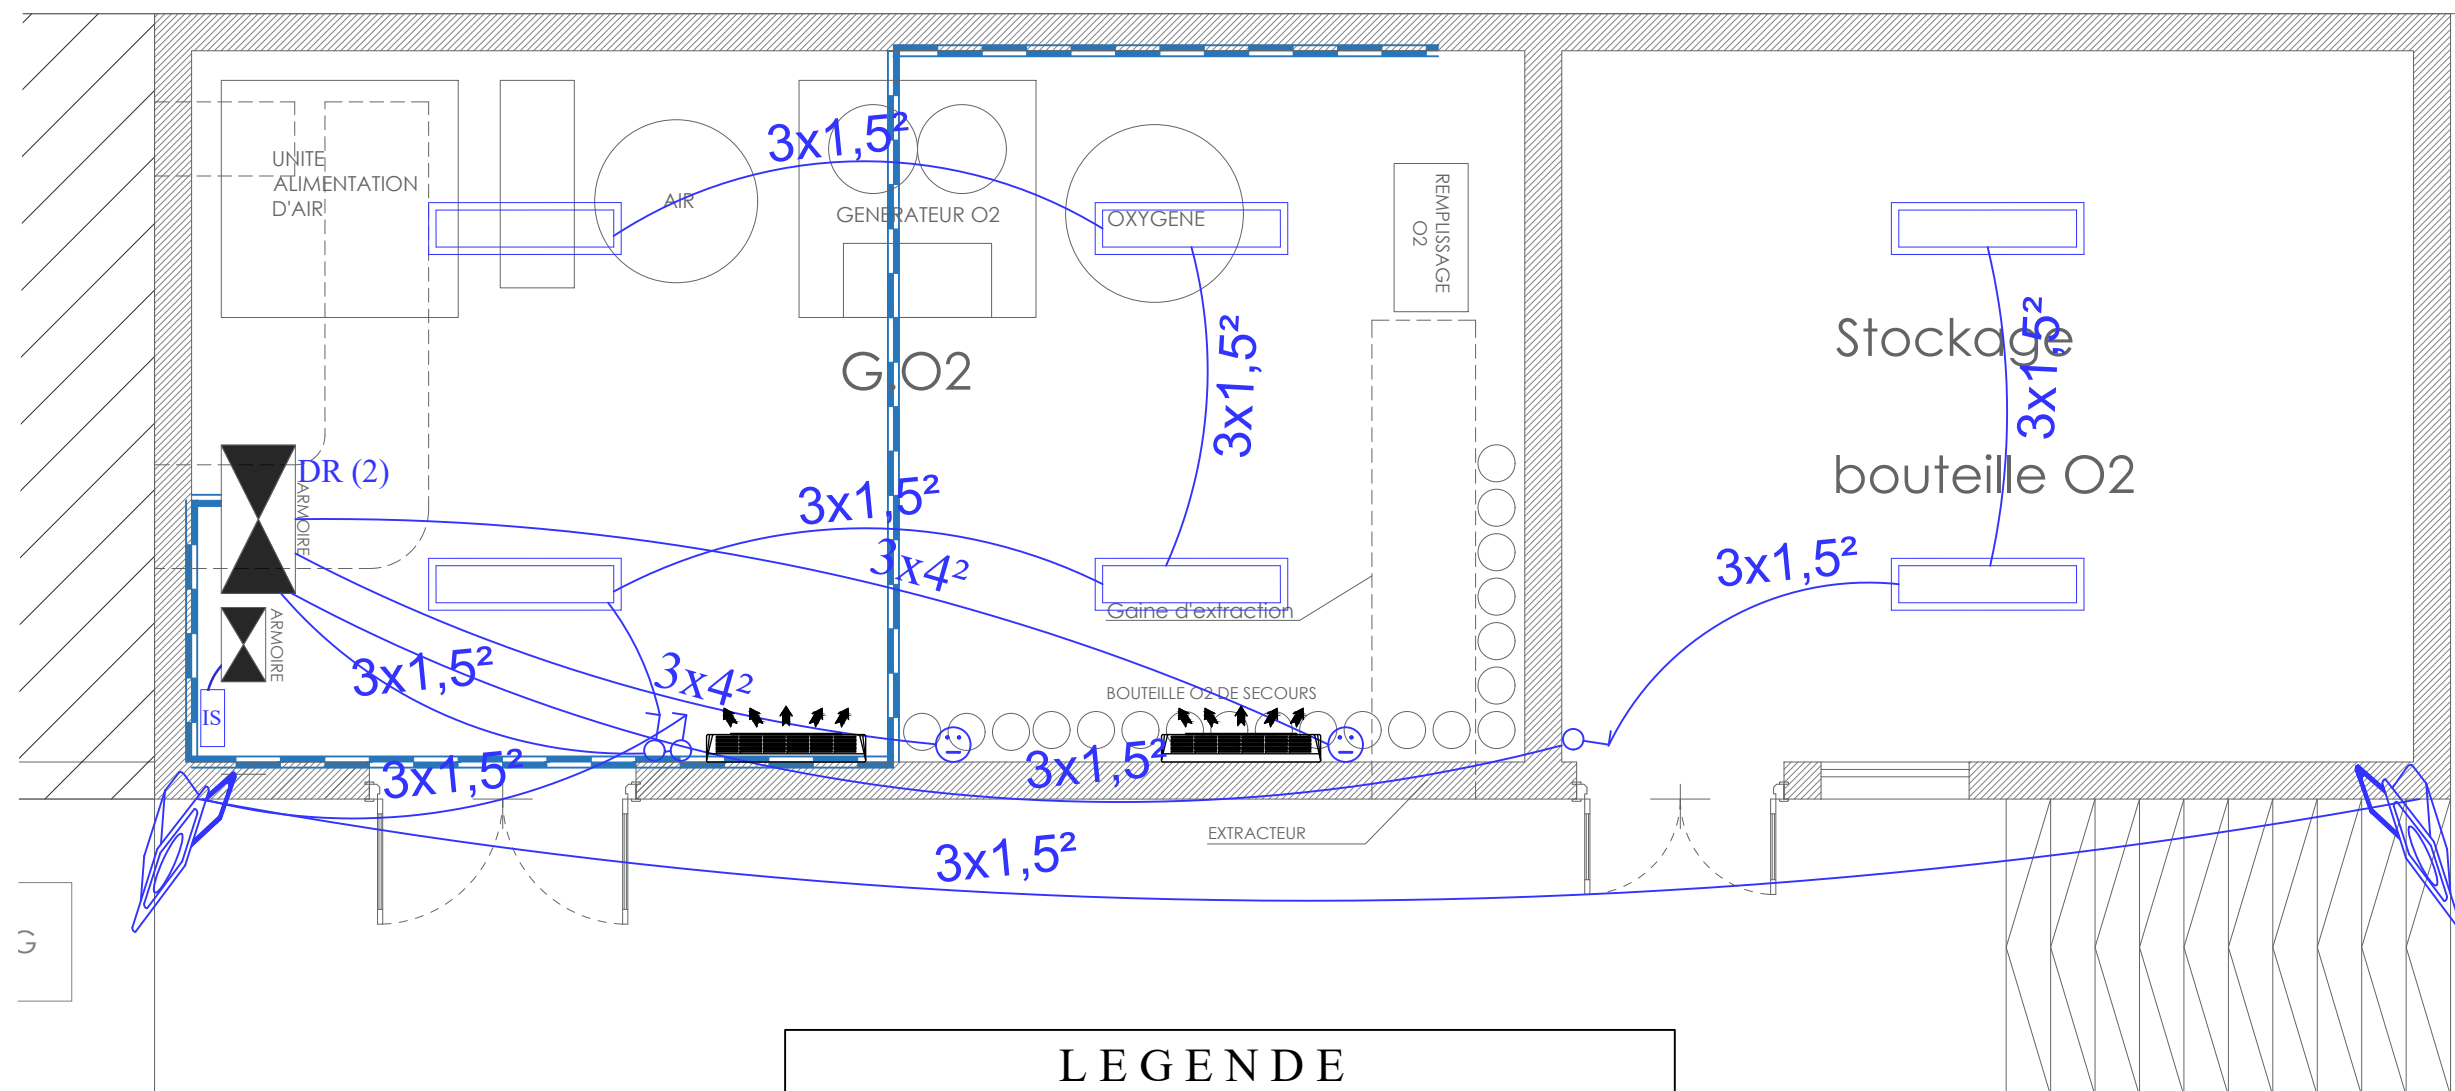 3x1,5²
UNITE
ALIMENTATION
D'AIR
AIR
GENERATEUR O2
OXYGENE
REMPLISSAGE
O2
3x1,5²
Stockage
3x1,5²
G.O2
DR (2)
ARMOIRE
bouteille O2
3x1,5²
3x4²
3x1,5²
Gaine d'extraction
ARMOIRE
3x1,5²
3x4²
BOUTEILLE O2 DE SECOURS
IS
3x1,5²
3x1,5²
EXTRACTEUR
3x1,5²
G
LEGENDE